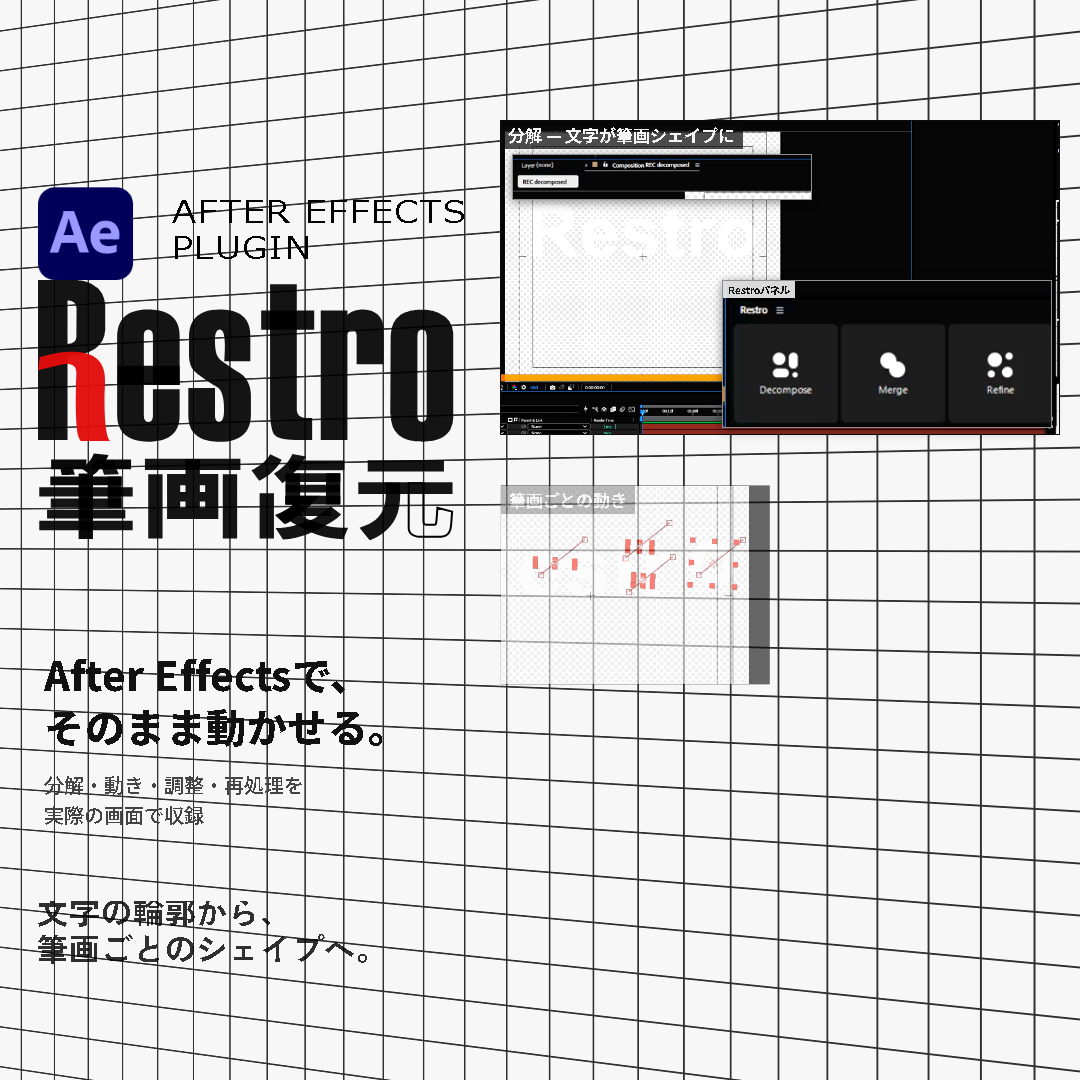 Ae
AFTER EFFECTS
PLUGIN
Restro
筆画復元
After Effectsで、
そのまま動かせる。
分解・動き・調整・再処理を
実際の画面で収録
文字の輪郭から、
筆画ごとのシェイプへ。
分解 — 文字が筆画シェイプに
Layer (none)
Composition REC decomposed
REC decomposed
Restro
Restroパネル
Restro
Decompose
Merge
Refine
筆画ごとの動き